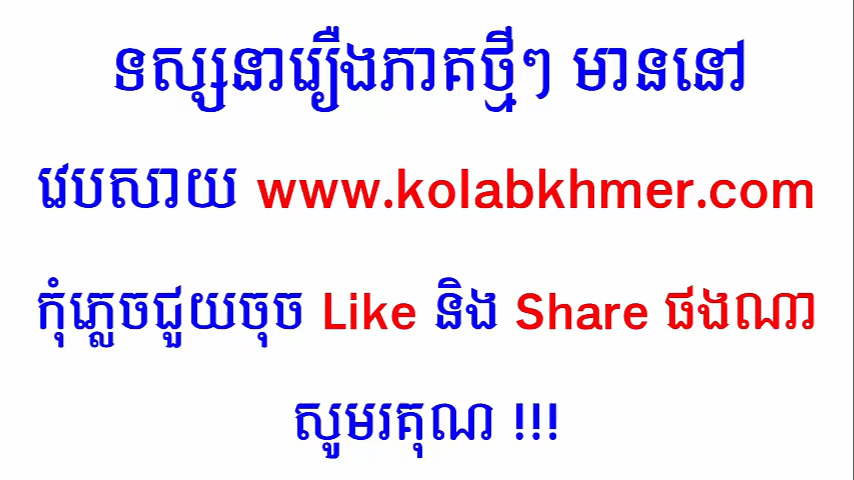 ទស្សនារឿងភាគថ្មីៗ មាននៅ
វេបសាយ www.kolabkhmer.com
កុំភ្លេចជួយចុច Like និង Share ផងណា
សូមរគុណ !!!